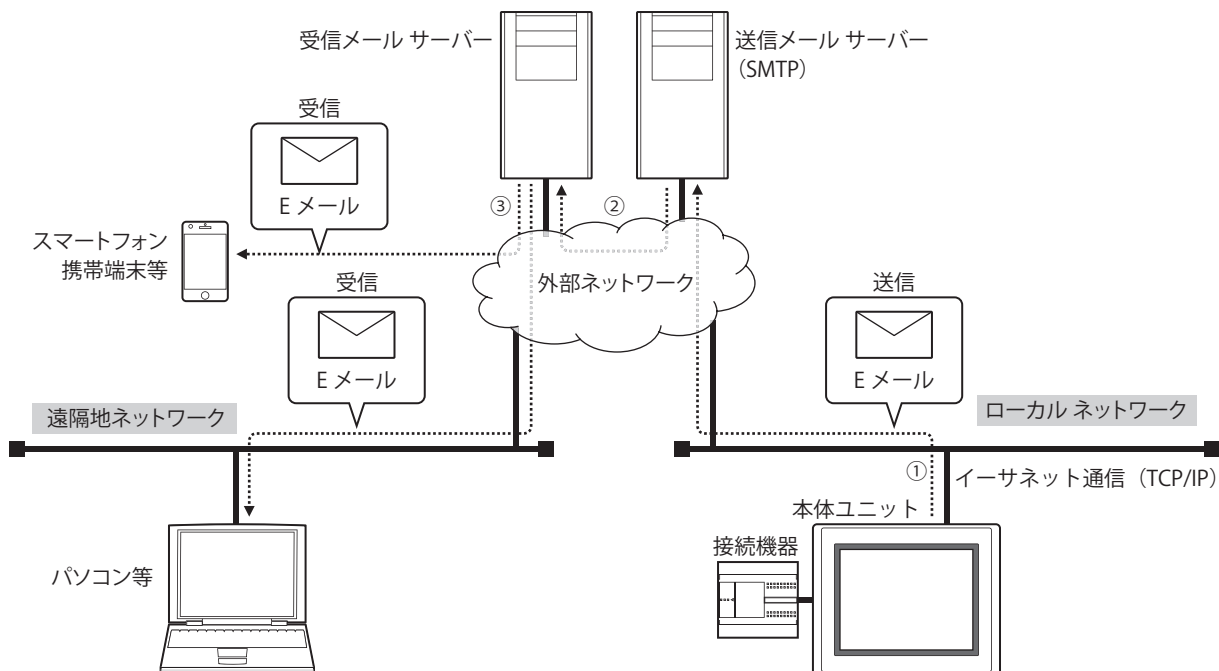 受信メール サーバー
送信メール サーバー
（SMTP）
受信
E メール
③
②
スマートフォン
携帯端末等
外部ネットワーク
受信
E メール
送信
E メール
遠隔地ネットワーク
ローカル ネットワーク
①
イーサネット通信（TCP/IP）
本体ユニット
接続機器
パソコン等